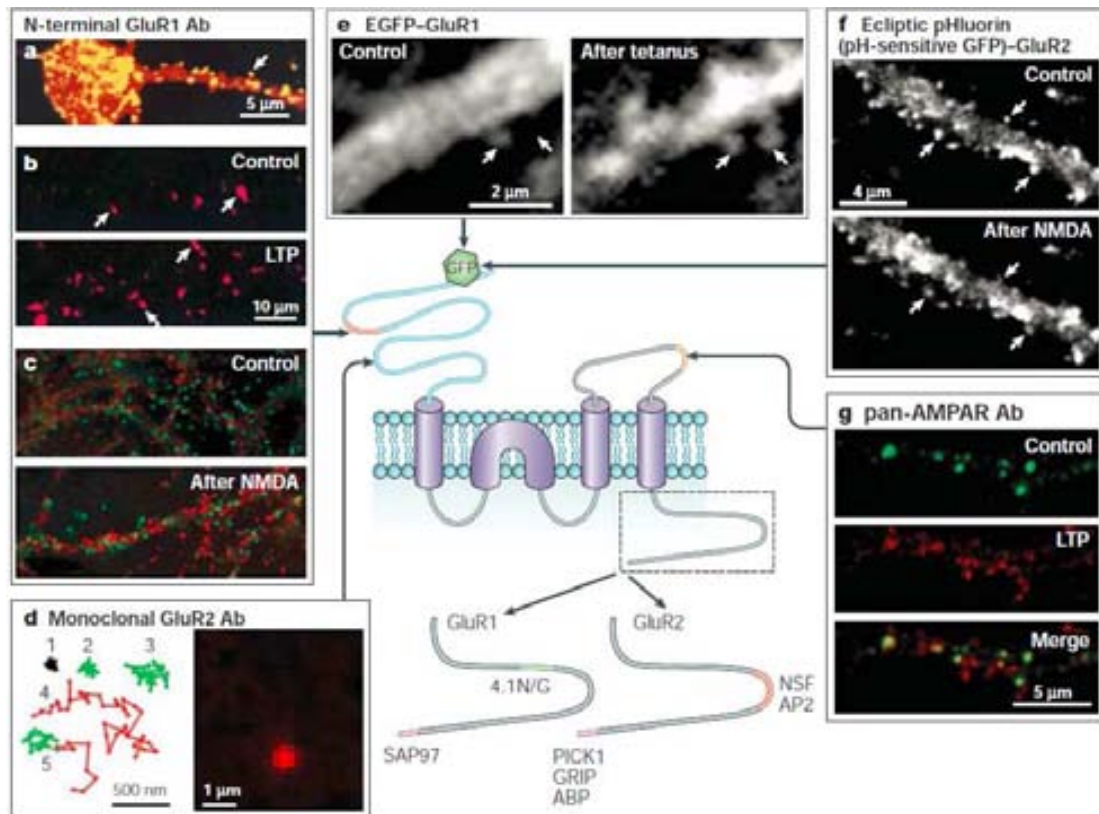 N-terminal GluR1 Ab
a
5 µm
b
Control
LTP
10 µm
c
Control
After NMDA
d Monoclonal GluR2 Ab
1 2 3
4
5
500 nm
1 µm
e EGFP–GluR1
Control
After tetanus
2 µm
f Ecliptic pHluorin
(pH-sensitive GFP)–GluR2
Control
4 µm
After NMDA
g pan-AMPAR Ab
Control
LTP
Merge
5 µm
GFP
GluR1
GluR2
4.1N/G
NSF
AP2
SAP97
PICK1
GRIP
ABP